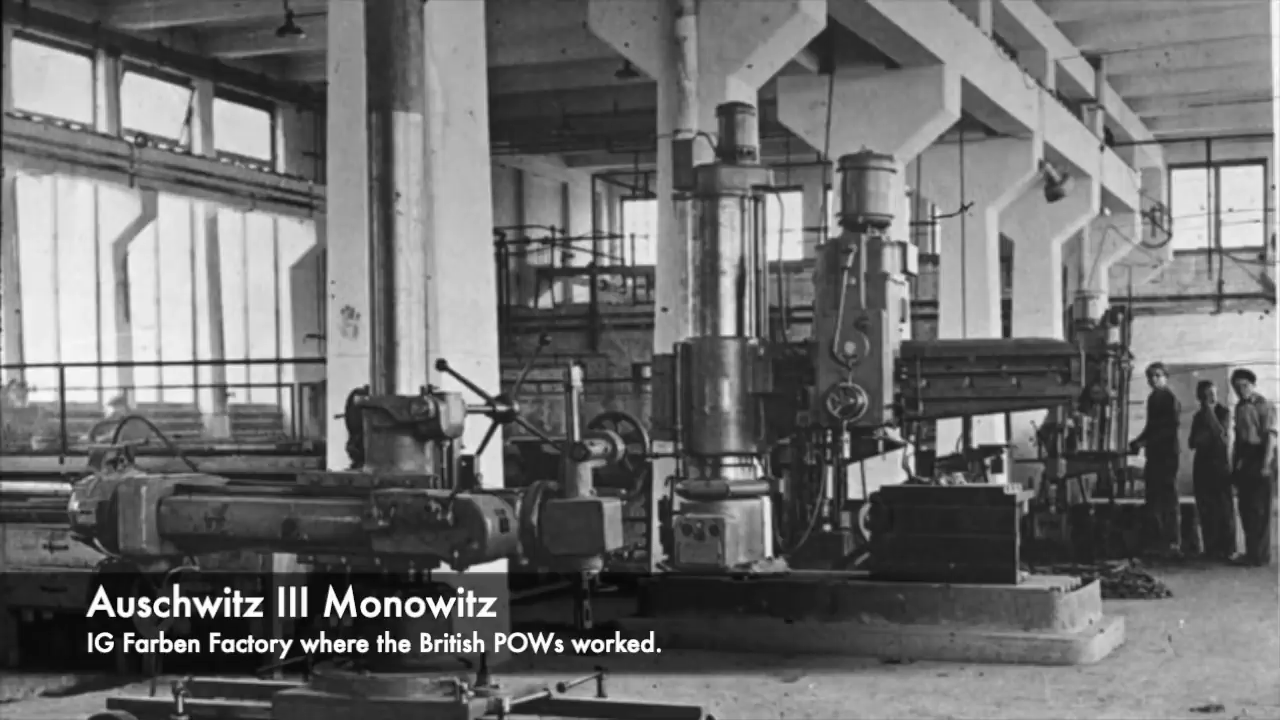 Auschwitz III Monowitz
IG Farben Factory where the British POWs worked.